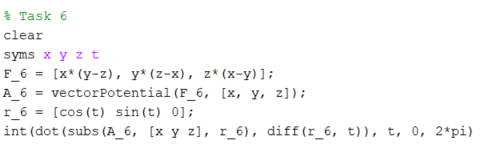 % Task 6
clear
syms x y z t
F_6 = [x*(y-z), y*(z-x), z*(x-y)];
A_6 = vectorPotential(F_6, [x, y, z]);
r_6 = [cos(t) sin(t) 0];
int(dot(subs(A_6, [x y z], r_6), diff(r_6, t)), t, 0, 2*pi)